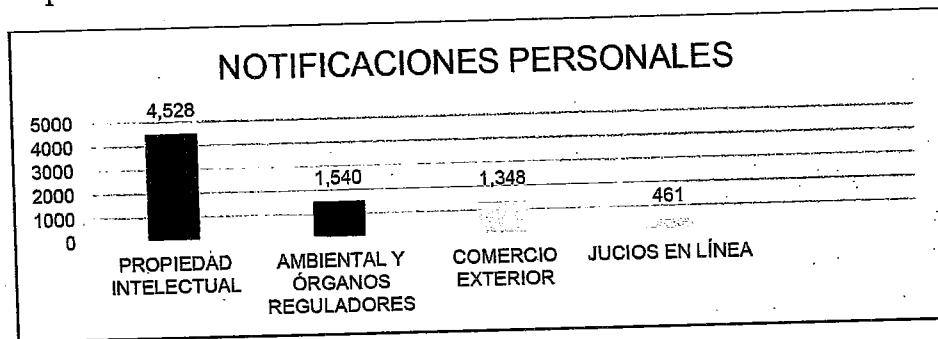 NOTIFICACIONES PERSONALES
4,528
5000
4000
3000
2000
1000
0
1,540
1,348
461
PROPIEDAD
INTELECTUAL
AMBIENTAL Y
ÓRGANOS
REGULADORES
COMERCIO
EXTERIOR
JUCIOS EN LÍNEA